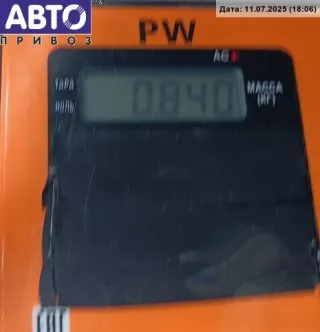 АВТО
ПРИВОЗ
Дата: 11.07.2025 (18:06)
PW
ТАРА
НОЛЬ
0.840
МАССА
(КГ)